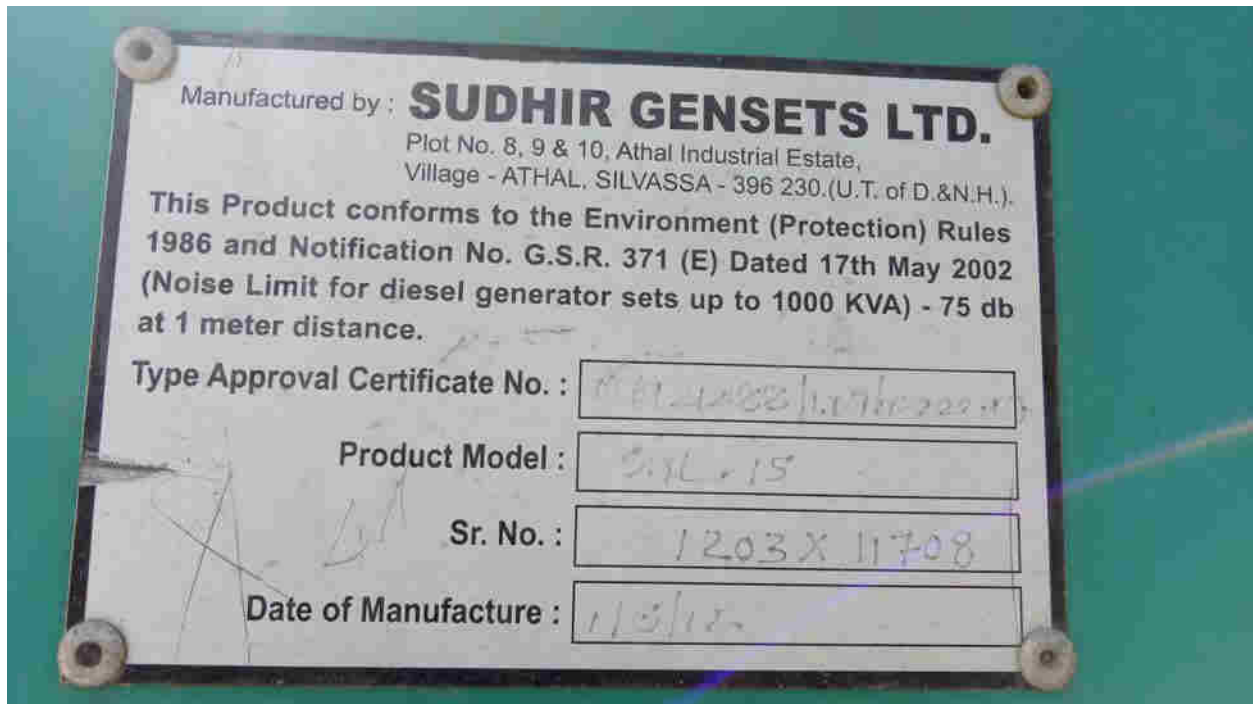 Manufactured by : SUDHIR GENSETS LTD.
Plot No. 8, 9 & 10, Athal Industrial Estate,
Village - ATHAL, SILVASSA - 396 230.(U.T. of D.&N.H.).
This Product conforms to the Environment (Protection) Rules
1986 and Notification No. G.S.R. 371 (E) Dated 17th May 2002
(Noise Limit for diesel generator sets up to 1000 KVA) - 75 db
at 1 meter distance.
Type Approval Certificate No. :
Product Model :
Sr. No. : 1203X11708
Date of Manufacture :